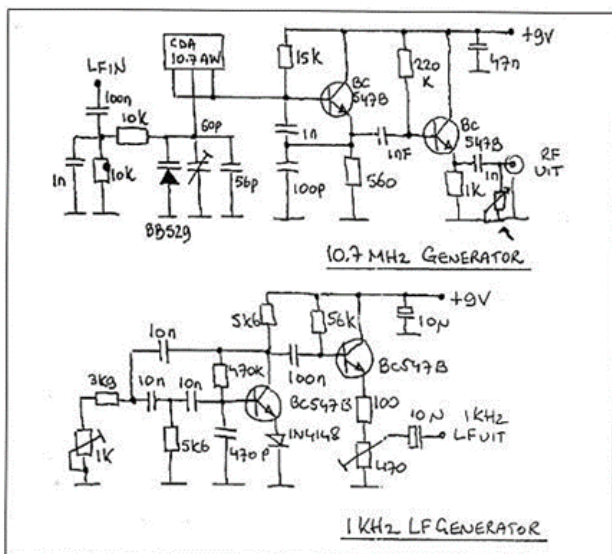 CDA
10.7 AW
+9V
LFIN
15K
220
K
47n
BC
547B
100n
10K
60p
1n
1nF
BC
547B
RF
UIT
1n
1n
10K
56p
100p
560
1K
BB529
10.7 MHz GENERATOR
+9V
5K6
56K
10N
10n
BC547B
3K9
10n
10n
470K
100n
BC547B
100
10N
1KHz
LFUIT
1K
5K6
470P
1N4148
470
1KHz LF GENERATOR